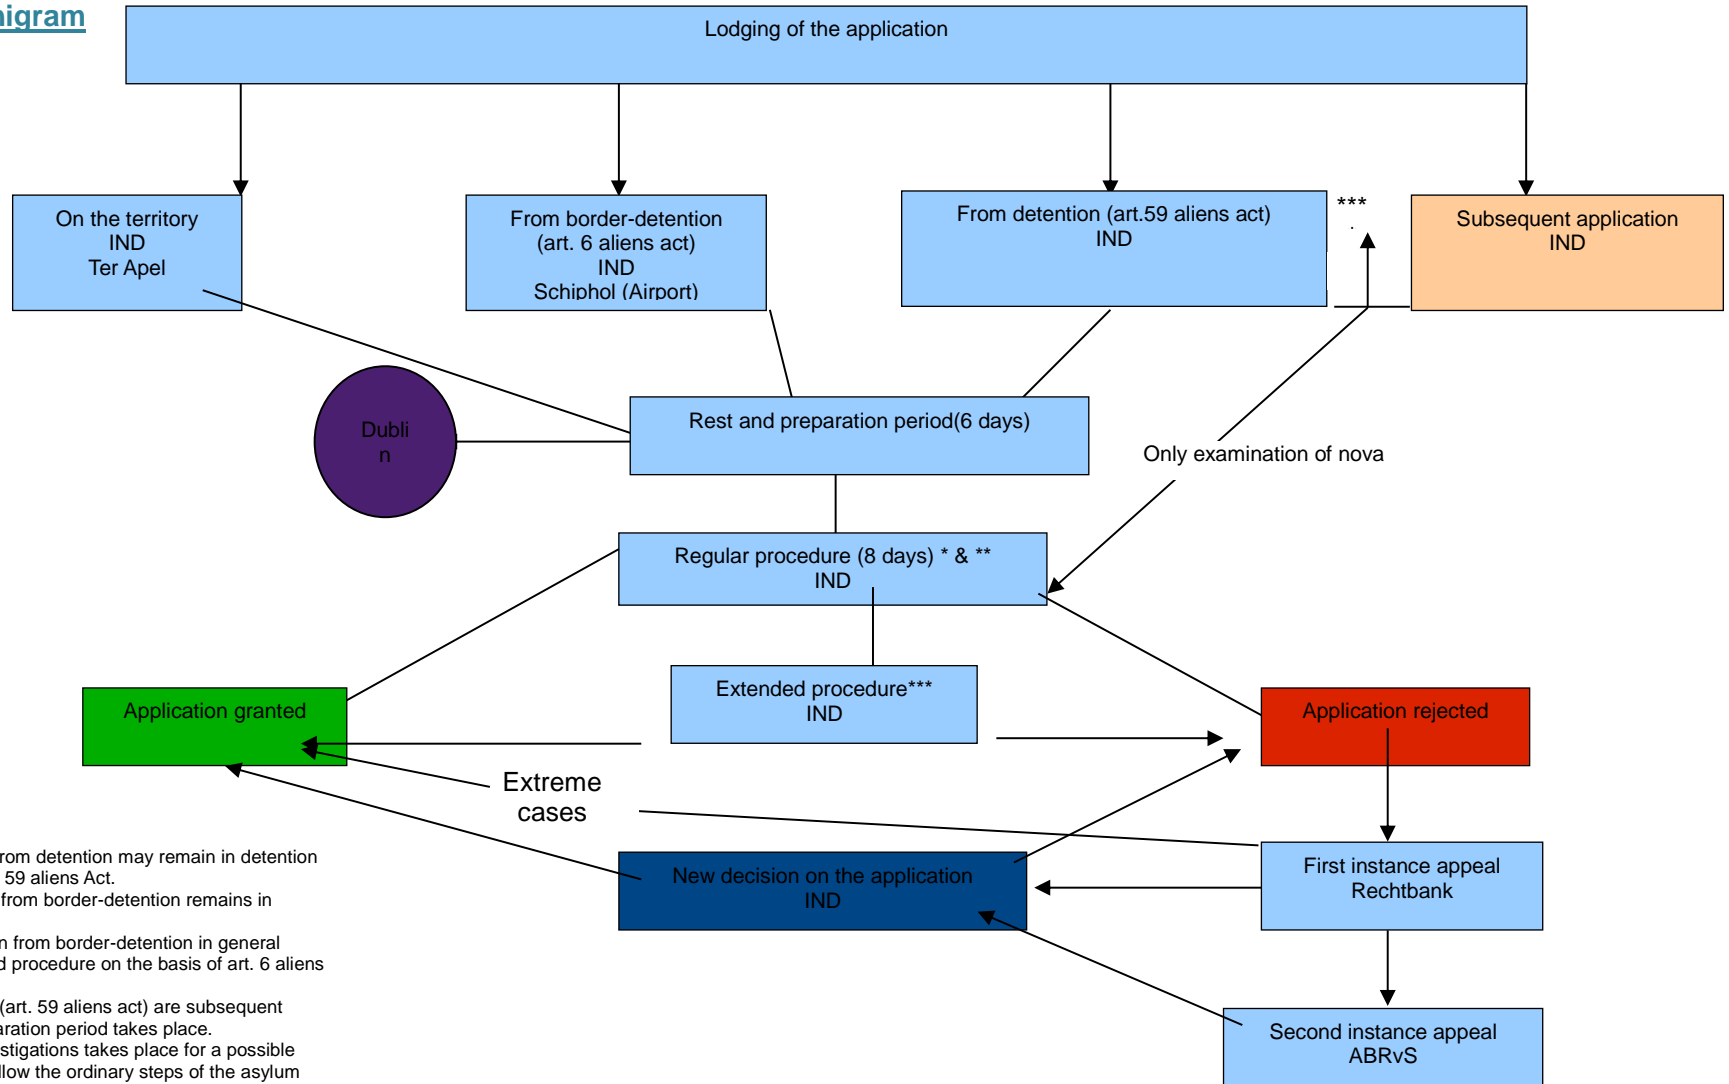 nigram
Lodging of the application
On the territory
IND
Ter Apel
From border-detention
(art. 6 aliens act)
IND
Schiphol (Airport)
From detention (art.59 aliens act)
IND
***
.
Subsequent application
IND
Dubli
n
Rest and preparation period(6 days)
Only examination of nova
Regular procedure (8 days) * & **
IND
Extended procedure***
IND
Application granted
Application rejected
Extreme
cases
New decision on the application
IND
First instance appeal
Rechtbank
Second instance appeal
ABRvS
from detention may remain in detention
59 aliens Act.
from border-detention remains in
n from border-detention in general
d procedure on the basis of art. 6 aliens
(art. 59 aliens act) are subsequent
aration period takes place.
stigations takes place for a possible
llow the ordinary steps of the asylum